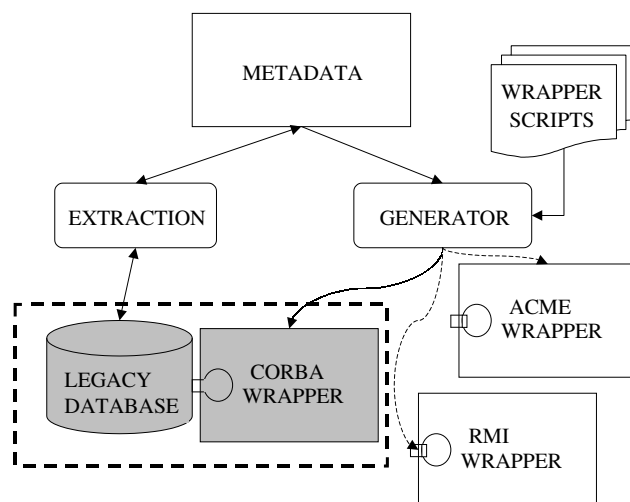 METADATA
WRAPPER
SCRIPTS
EXTRACTION
GENERATOR
ACME
WRAPPER
LEGACY
DATABASE
CORBA
WRAPPER
RMI
WRAPPER